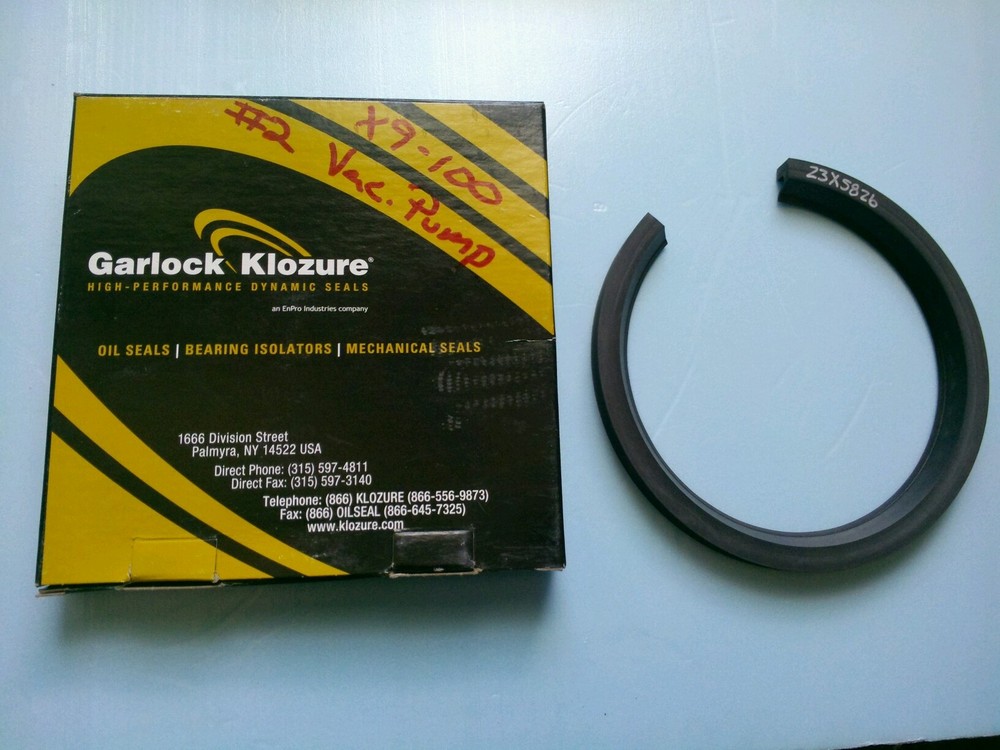 X9-100
#2 Vac. Pump
Garlock Klozure®
HIGH-PERFORMANCE DYNAMIC SEALS
an EnPro Industries company
OIL SEALS | BEARING ISOLATORS | MECHANICAL SEALS
1666 Division Street
Palmyra, NY 14522 USA
Direct Phone: (315) 597-4811
Direct Fax: (315) 597-3140
Telephone: (866) KLOZURE (866-556-9873)
Fax: (866) OILSEAL (866-645-7325)
www.klozure.com
23X5826